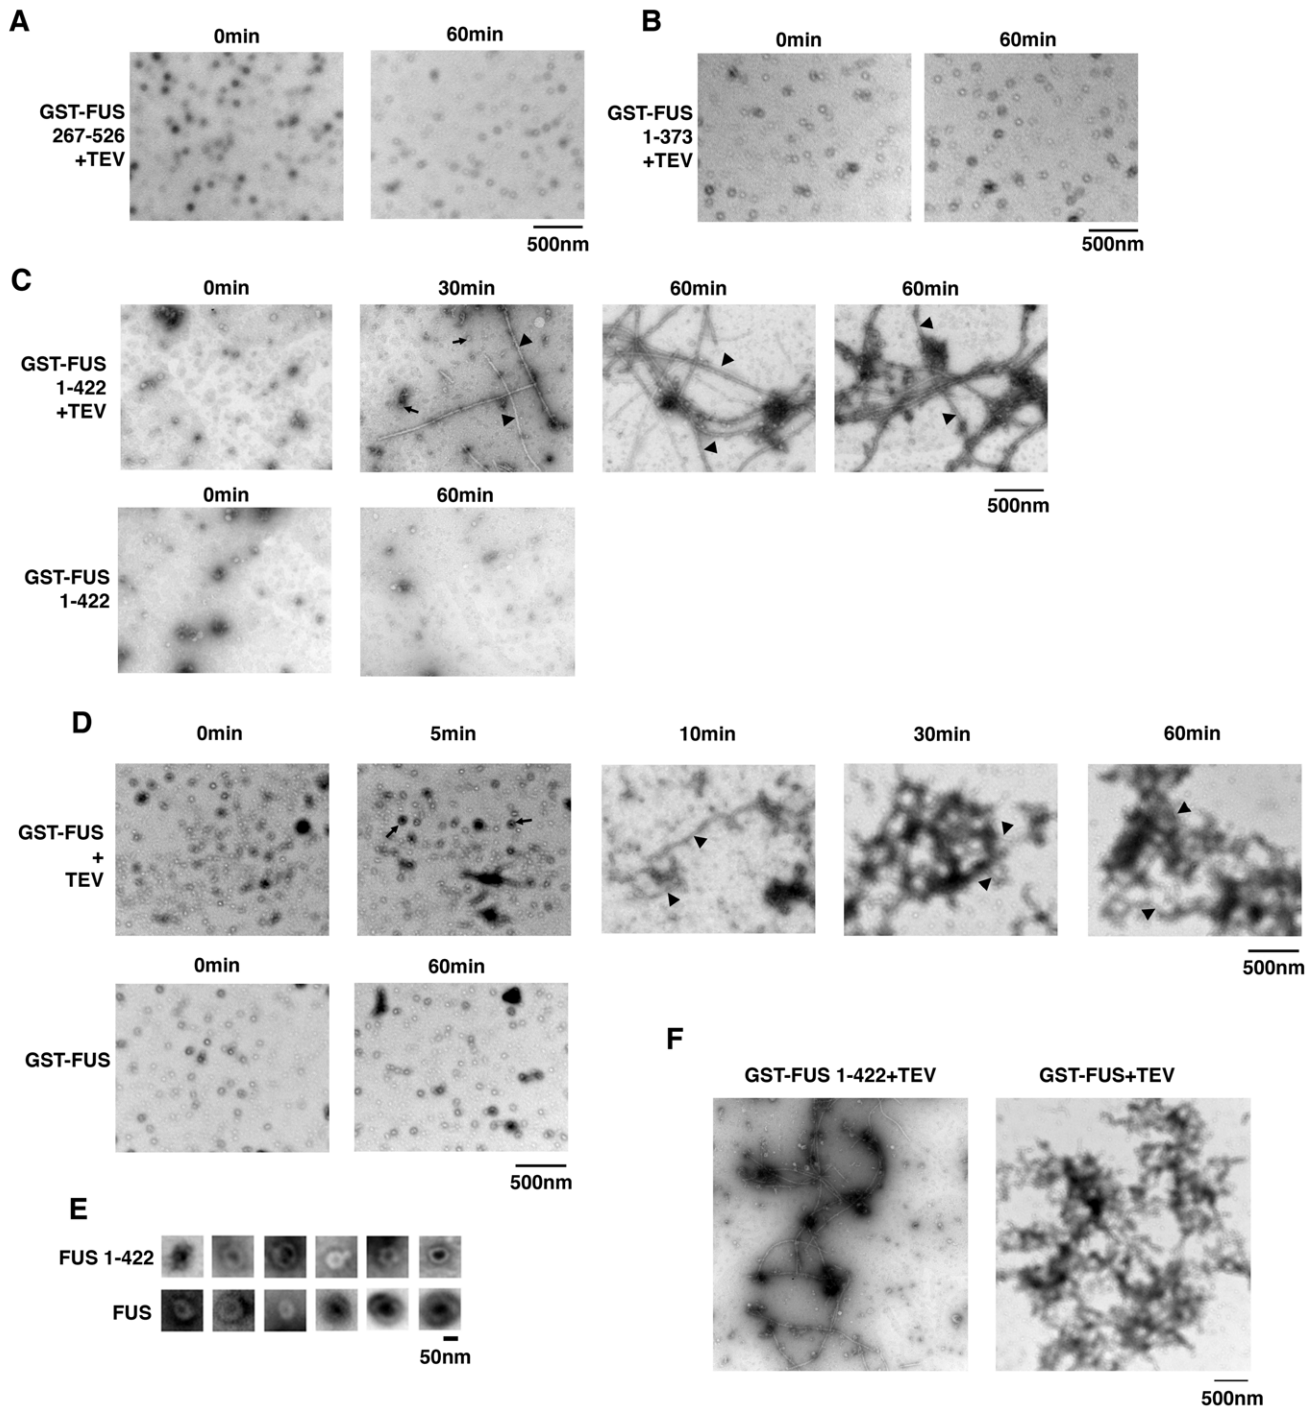 A
0min
60min
GST-FUS
267-526
+TEV
500nm
B
0min
60min
GST-FUS
1-373
+TEV
500nm
C
0min
30min
60min
60min
GST-FUS
1-422
+TEV
500nm
0min
60min
GST-FUS
1-422
D
0min
5min
10min
30min
60min
GST-FUS
+
TEV
500nm
0min
60min
GST-FUS
500nm
E
FUS 1-422
FUS
50nm
F
GST-FUS 1-422+TEV
GST-FUS+TEV
500nm